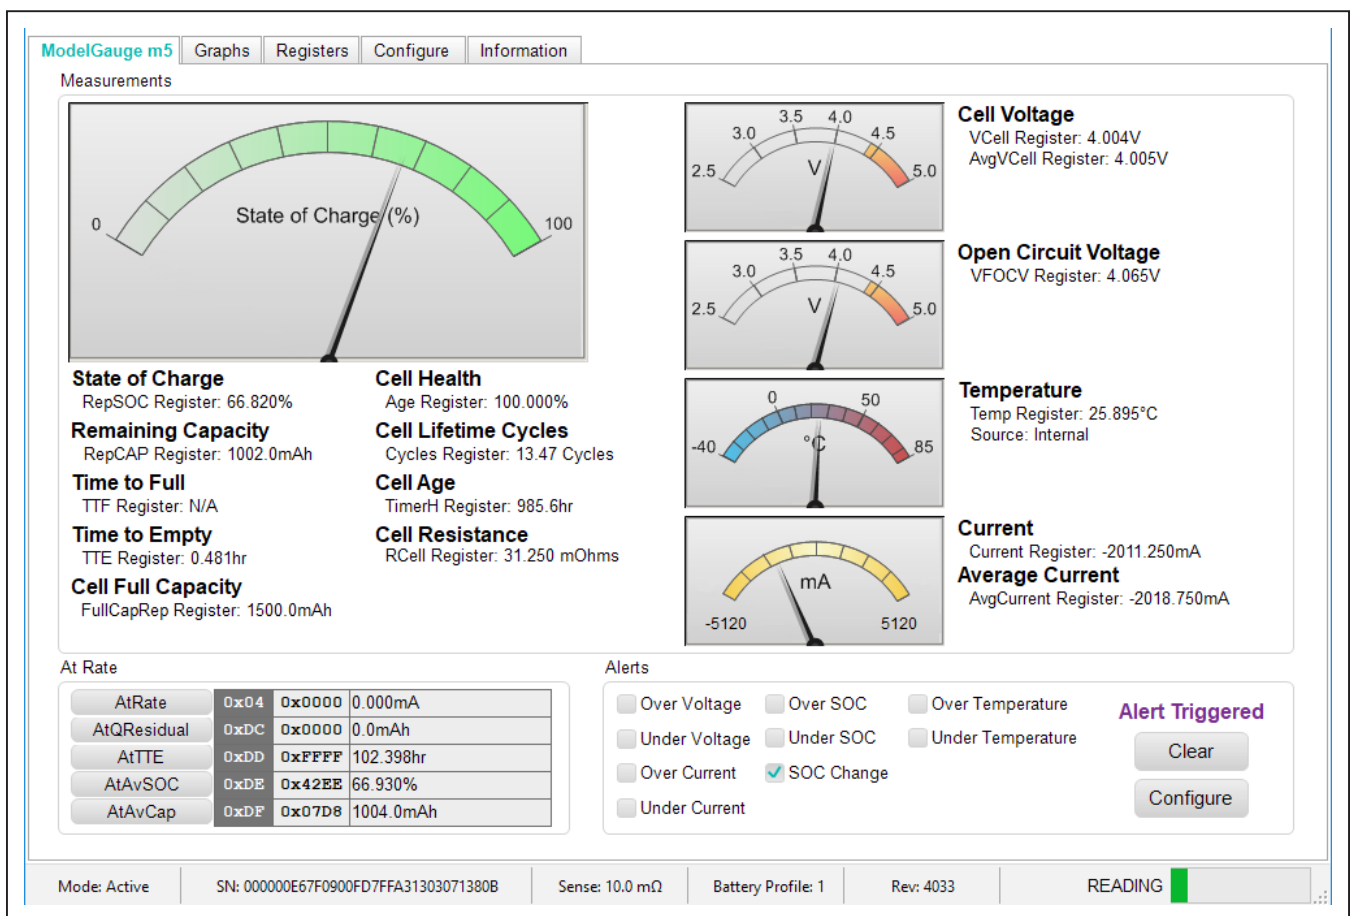 ModelGauge m5 Graphs Registers Configure Information
Measurements
0
State of Charge (%)
100
State of Charge
RepSOC Register: 66.820%
Remaining Capacity
RepCAP Register: 1002.0mAh
Time to Full
TTF Register: N/A
Time to Empty
TTE Register: 0.481hr
Cell Full Capacity
FullCapRep Register: 1500.0mAh
Cell Health
Age Register: 100.000%
Cell Lifetime Cycles
Cycles Register: 13.47 Cycles
Cell Age
TimerH Register: 985.6hr
Cell Resistance
RCell Register: 31.250 mOhms
2.5 3.0 3.5 4.0 4.5 5.0
V
Cell Voltage
VCell Register: 4.004V
AvgVCell Register: 4.005V
2.5 3.0 3.5 4.0 4.5 5.0
V
Open Circuit Voltage
VFOCV Register: 4.065V
-40 0 50 85
°C
Temperature
Temp Register: 25.895°C
Source: Internal
mA
-5120 5120
Current
Current Register: -2011.250mA
Average Current
AvgCurrent Register: -2018.750mA
At Rate
AtRate 0x04 0x0000 0.000mA
AtQResidual 0xDC 0x0000 0.0mAh
AtTTE 0xDD 0xFFFF 102.398hr
AtAvSOC 0xDE 0x42EE 66.930%
AtAvCap 0xDF 0x07D8 1004.0mAh
Alerts
Over Voltage Over SOC Over Temperature
Under Voltage Under SOC Under Temperature
Over Current SOC Change
Under Current
Alert Triggered
Clear
Configure
Mode: Active SN: 000000E67F0900FD7FFA31303071380B Sense: 10.0 mΩ Battery Profile: 1 Rev: 4033 READING